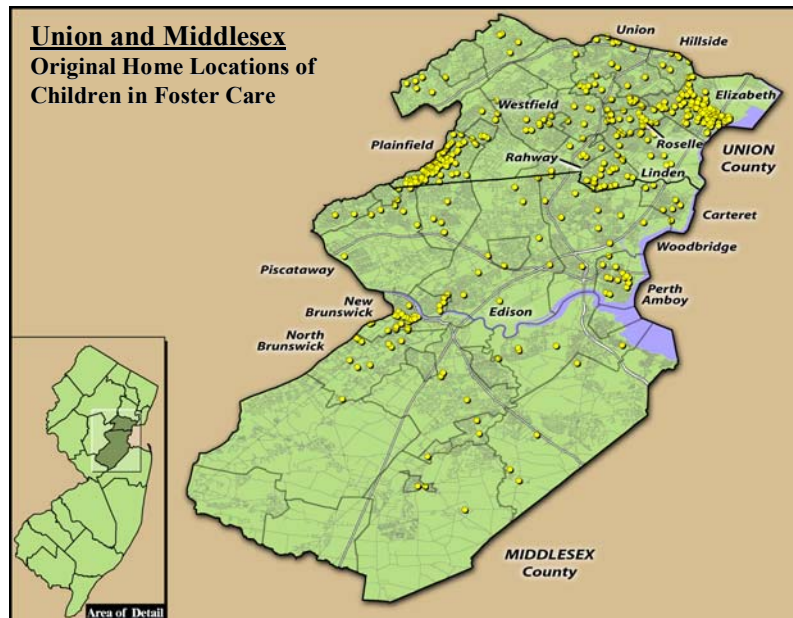 Union and Middlesex
Original Home Locations of
Children in Foster Care
Union
Hillside
Elizabeth
Westfield
Plainfield
UNION
County
Roselle
Rahway
Linden
Carteret
Woodbridge
Piscataway
Perth
Amboy
New
Brunswick
Edison
North
Brunswick
MIDDLESEX
County
Area of Detail